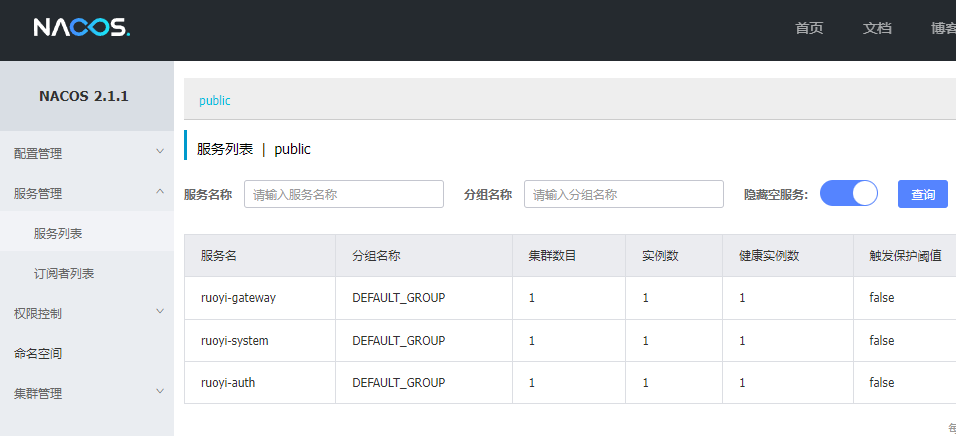 NACOS.
首页 文档 博客
NACOS 2.1.1
配置管理
服务管理
服务列表
订阅者列表
权限控制
命名空间
集群管理
public
服务列表 | public
服务名称 请输入服务名称 分组名称 请输入分组名称 隐藏空服务: 查询
服务名 分组名称 集群数目 实例数 健康实例数 触发保护阈值
ruoyi-gateway DEFAULT_GROUP 1 1 1 false
ruoyi-system DEFAULT_GROUP 1 1 1 false
ruoyi-auth DEFAULT_GROUP 1 1 1 false
每